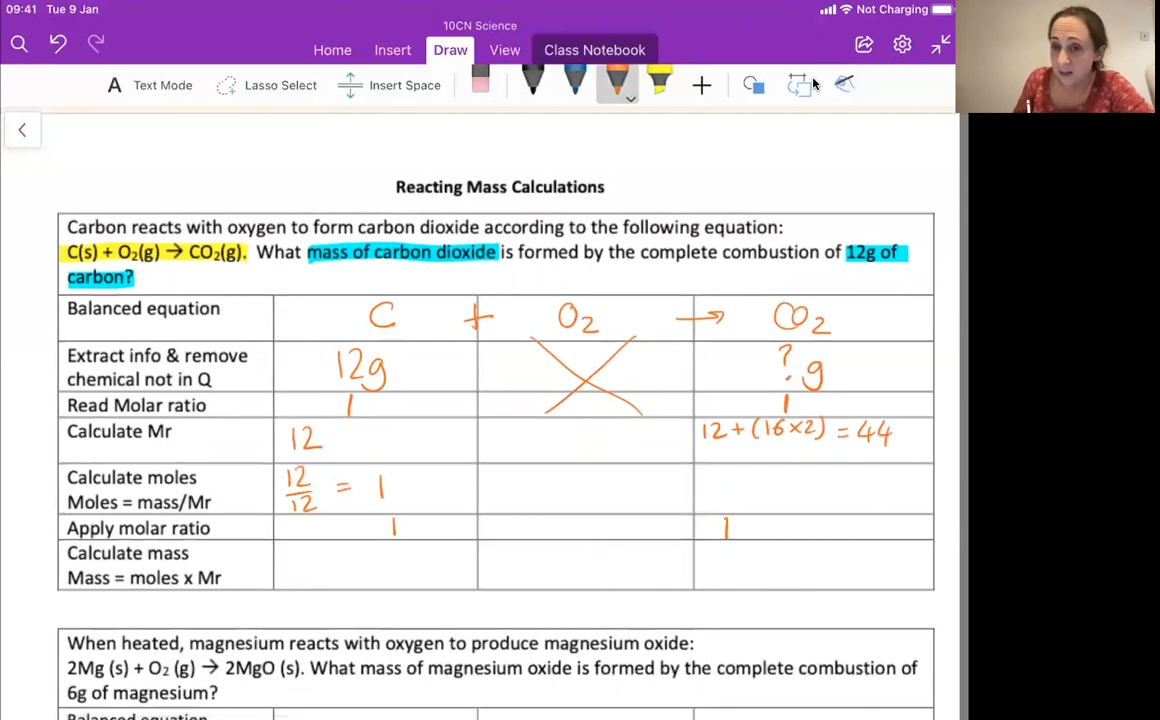 09:41 Tue 9 Jan
Not Charging
10CN Science
Home Insert Draw View Class Notebook
A Text Mode Lasso Select Insert Space
Reacting Mass Calculations
Carbon reacts with oxygen to form carbon dioxide according to the following equation:
C(s) + O₂(g) → CO₂(g). What mass of carbon dioxide is formed by the complete combustion of 12g of
carbon?
Balanced equation C + O₂ → CO₂
Extract info & remove
chemical not in Q 12g ? g
Read Molar ratio 1 1
Calculate Mr 12 12+(16×2) = 44
Calculate moles
Moles = mass/Mr 12/12 = 1
Apply molar ratio 1 1
Calculate mass
Mass = moles x Mr
When heated, magnesium reacts with oxygen to produce magnesium oxide:
2Mg (s) + O₂ (g) → 2MgO (s). What mass of magnesium oxide is formed by the complete combustion of
6g of magnesium?
Balanced equation